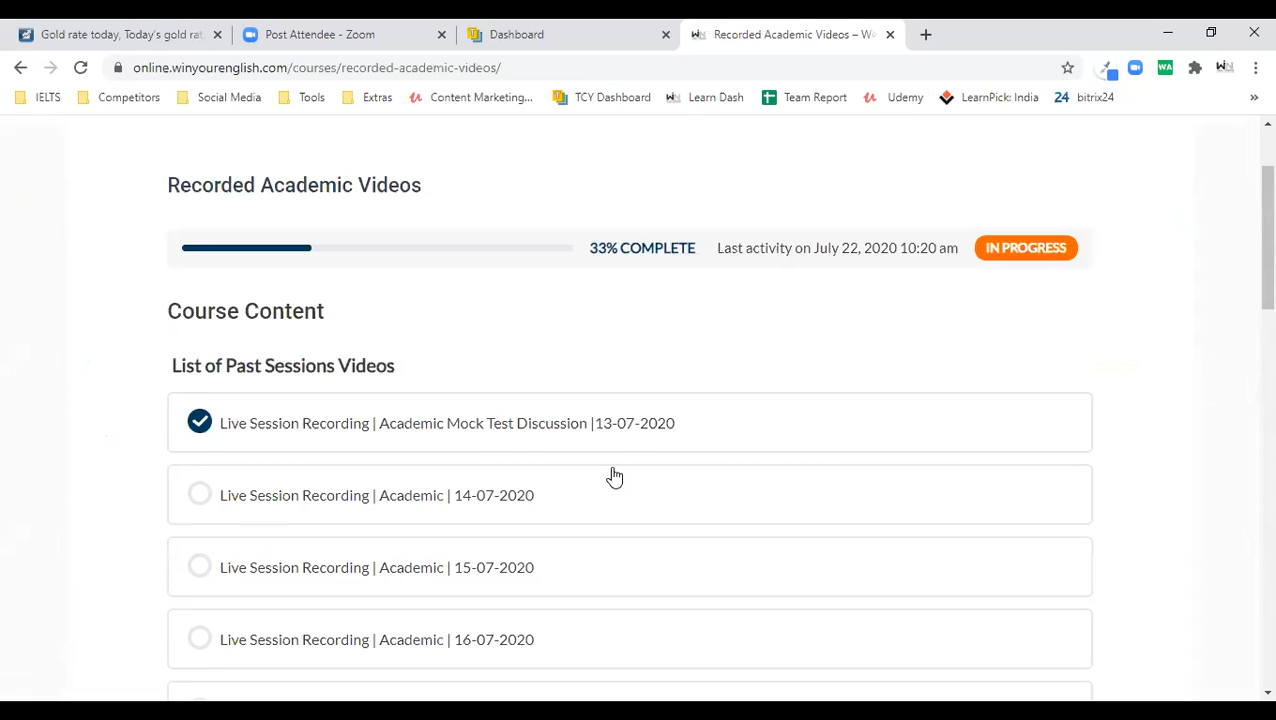 Gold rate today, Today's gold rat
Post Attendee - Zoom
Dashboard
Recorded Academic Videos – W
online.winyourenglish.com/courses/recorded-academic-videos/
IELTS Competitors Social Media Tools Extras Content Marketing... TCY Dashboard Learn Dash Team Report Udemy LearnPick: India 24 bitrix24 »
Recorded Academic Videos
33% COMPLETE Last activity on July 22, 2020 10:20 am IN PROGRESS
Course Content
List of Past Sessions Videos
Live Session Recording | Academic Mock Test Discussion |13-07-2020
Live Session Recording | Academic | 14-07-2020
Live Session Recording | Academic | 15-07-2020
Live Session Recording | Academic | 16-07-2020